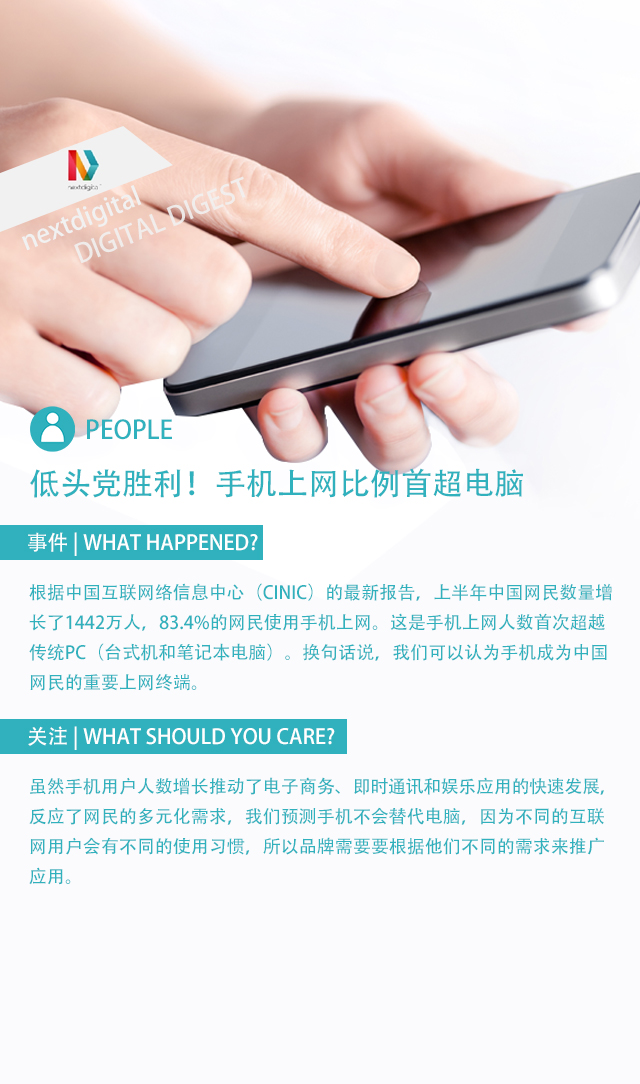 nextdigital
nextdigital
DIGITAL DIGEST
PEOPLE
低头党胜利！手机上网比例首超电脑
事件 | WHAT HAPPENED?
根据中国互联网络信息中心（CINIC）的最新报告，上半年中国网民数量增
长了1442万人，83.4%的网民使用手机上网。这是手机上网人数首次超越
传统PC（台式机和笔记本电脑）。换句话说，我们可以认为手机成为中国
网民的重要上网终端。
关注 | WHAT SHOULD YOU CARE?
虽然手机用户人数增长推动了电子商务、即时通讯和娱乐应用的快速发展,
反应了网民的多元化需求，我们预测手机不会替代电脑，因为不同的互联
网用户会有不同的使用习惯，所以品牌需要要根据他们不同的需求来推广
应用。